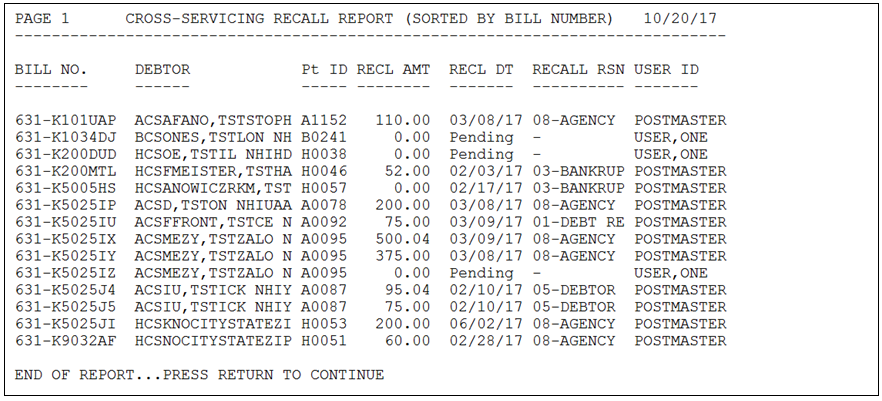 PAGE 1      CROSS-SERVICING RECALL REPORT (SORTED BY BILL NUMBER)   10/20/17
-----------------------------------------------------------------------------
BILL NO.     DEBTOR            Pt ID RECL AMT  RECL DT  RECALL RSN USER ID
--------     ------            ----- --------  -------  ---------- -------
631-K101UAP  ACSAFANO,TSTSTOPH A1152   110.00  03/08/17 08-AGENCY  POSTMASTER
631-K1034DJ  BCSONES,TSTLON NH B0241     0.00  Pending  -          USER,ONE
631-K200DUD  HCSOE,TSTIL NHIHD H0038     0.00  Pending  -          USER,ONE
631-K200MTL  HCSFMEISTER,TSTHA H0046    52.00  02/03/17 03-BANKRUP POSTMASTER
631-K5005HS  HCSANOWICZRKM,TST H0057     0.00  02/17/17 03-BANKRUP POSTMASTER
631-K5025IP  ACSD,TSTON NHIUAA A0078   200.00  03/08/17 08-AGENCY  POSTMASTER
631-K5025IU  ACSFFRONT,TSTCE N A0092    75.00  03/09/17 01-DEBT RE POSTMASTER
631-K5025IX  ACSMEZY,TSTZALO N A0095   500.04  03/09/17 08-AGENCY  POSTMASTER
631-K5025IY  ACSMEZY,TSTZALO N A0095   375.00  03/08/17 08-AGENCY  POSTMASTER
631-K5025IZ  ACSMEZY,TSTZALO N A0095     0.00  Pending  -          USER,ONE
631-K5025J4  ACSIU,TSTICK NHIY A0087    95.04  02/10/17 05-DEBTOR  POSTMASTER
631-K5025J5  ACSIU,TSTICK NHIY A0087    75.00  02/10/17 05-DEBTOR  POSTMASTER
631-K5025JI  HCSKNOCITYSTATEZI H0053   200.00  06/02/17 08-AGENCY  POSTMASTER
631-K9032AF  HCSNOCITYSTATEZIP H0051    60.00  02/28/17 08-AGENCY  POSTMASTER
END OF REPORT...PRESS RETURN TO CONTINUE